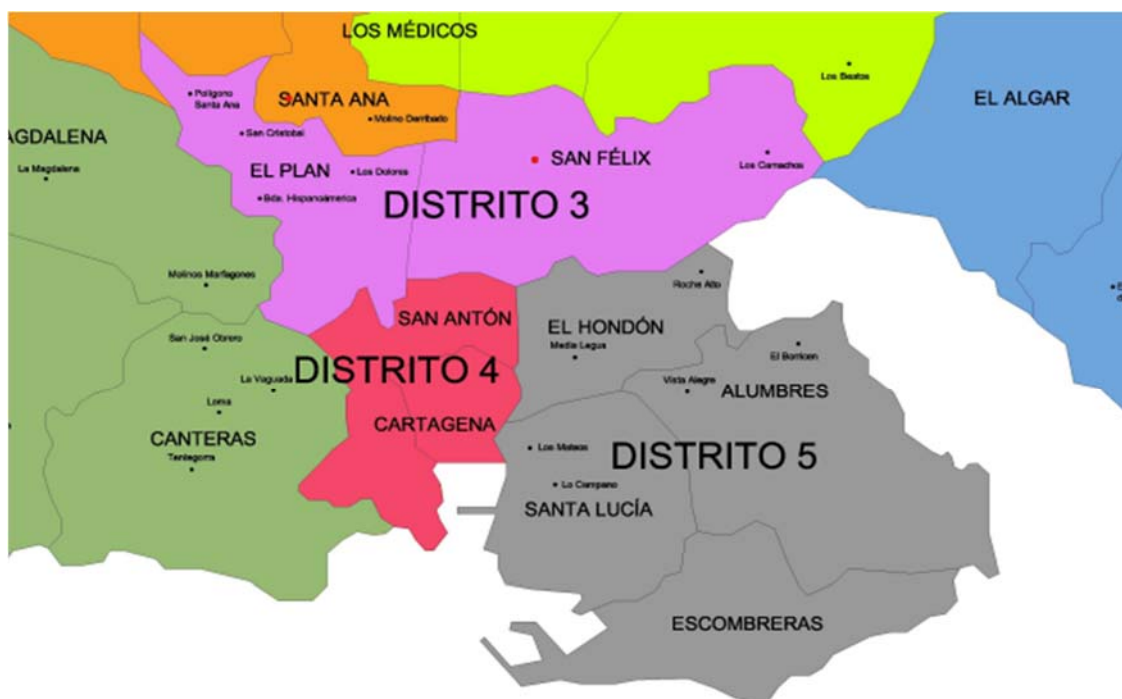 LOS MÉDICOS
Los Beatos
EL ALGAR
Polígono
Santa Ana
SANTA ANA
Molino Derribado
San Cristobal
AGDALENA
La Magdalena
EL PLAN
Los Dolores
SAN FÉLIX
Los Camachos
Bda. Hispanoámerica
DISTRITO 3
Molinos Marfagones
Roche Alto
SAN ANTÓN
EL HONDÓN
Media Legua
San José Obrero
El Borricen
DISTRITO 4
La Vaguada
Vista Alegre
ALUMBRES
Loma
CARTAGENA
CANTERAS
Tentegorra
Los Mateos
DISTRITO 5
Lo Campano
SANTA LUCÍA
ESCOMBRERAS